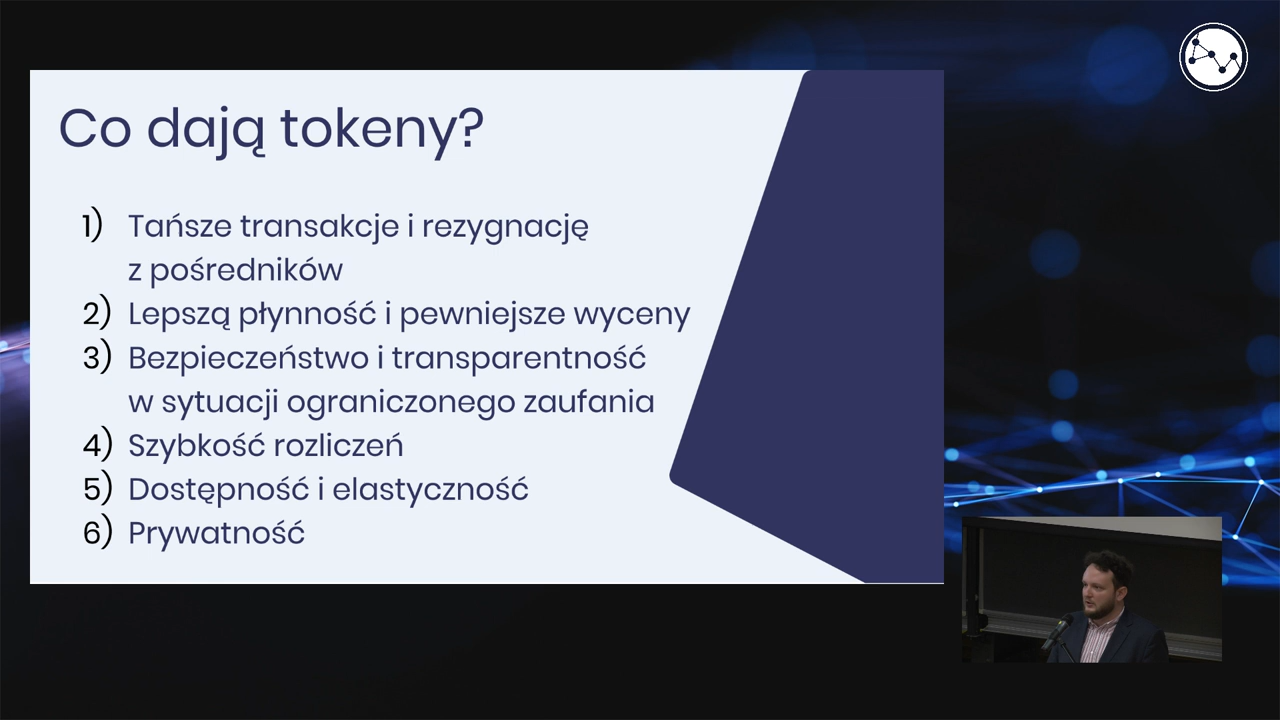 Co dają tokeny?
1) Tańsze transakcje i rezygnację
z pośredników
2) Lepszą płynność i pewniejsze wyceny
3) Bezpieczeństwo i transparentność
w sytuacji ograniczonego zaufania
4) Szybkość rozliczeń
5) Dostępność i elastyczność
6) Prywatność